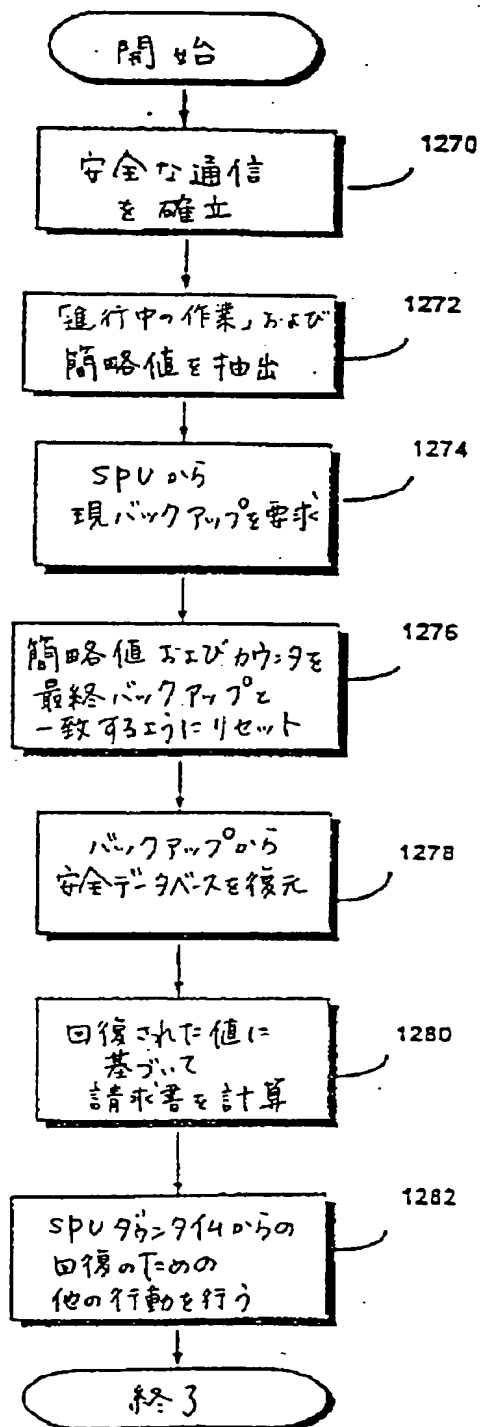 開始
1270
安全な通信
を確立
1272
「進行中の作業」および
簡略値を抽出
1274
SPUから
現バックアップを要求
1276
簡略値およびカウンタを
最終バックアップと
一致するようにリセット
1278
バックアップから
安全データベースを復元
1280
回復された値に
基づいて
請求書を計算
1282
SPUダウンタイムからの
回復のための
他の行動を行う
終了